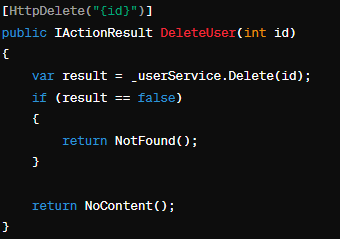 [HttpDelete("{id}")]
public IActionResult DeleteUser(int id)
{
    var result = _userService.Delete(id);
    if (result == false)
    {
        return NotFound();
    }

    return NoContent();
}